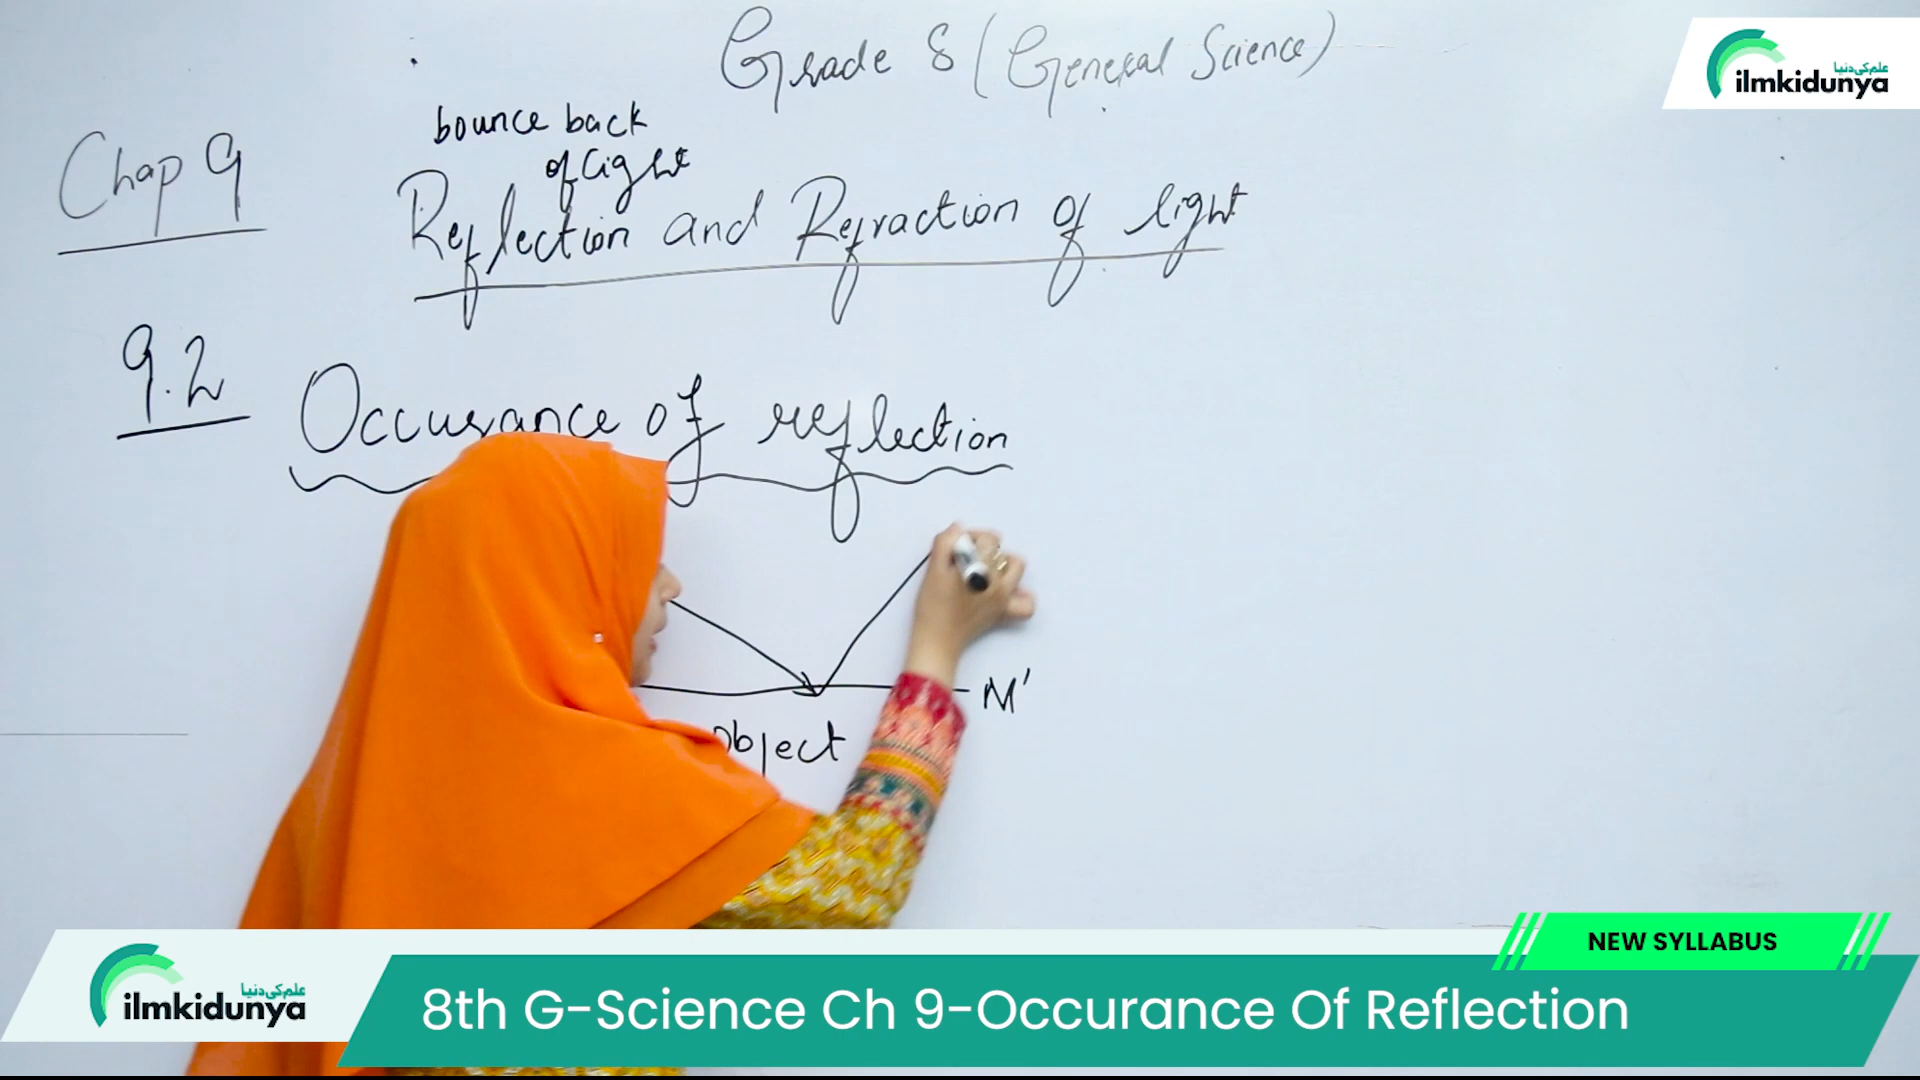 Grade 8 (General Science)
علم کی دنیا
ilmkidunya
bounce back
of light
Chap 9
Reflection and Refraction of light
9.2
Occurance of reflection
M'
object
NEW SYLLABUS
علم کی دنیا
ilmkidunya
8th G-Science Ch 9-Occurance Of Reflection